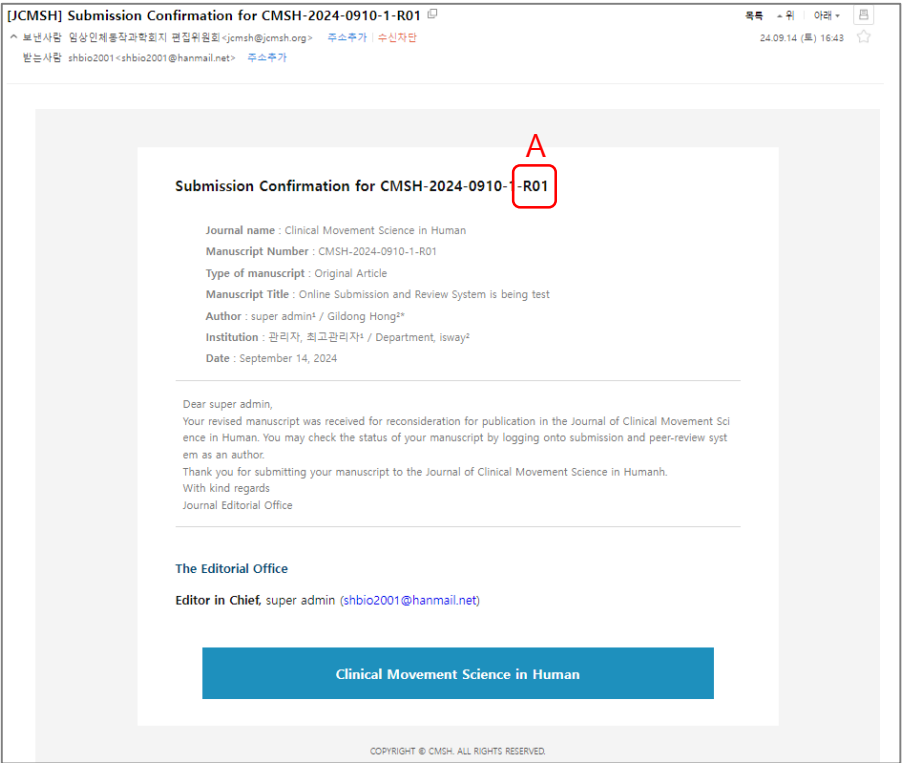 [JCMSH] Submission Confirmation for CMSH-2024-0910-1-R01
목록 위 아래
보낸사람 임상인체동작과학회지 편집위원회<jcmsh@jcmsh.org> 주소추가 수신차단
24.09.14 (토) 16:43
받는사람 shbio2001<shbio2001@hanmail.net> 주소추가
A
Submission Confirmation for CMSH-2024-0910-1-R01
Journal name : Clinical Movement Science in Human
Manuscript Number : CMSH-2024-0910-1-R01
Type of manuscript : Original Article
Manuscript Title : Online Submission and Review System is being test
Author : super admin¹ / Gildong Hong²*
Institution : 관리자, 최고관리자¹ / Department, isway²
Date : September 14, 2024
Dear super admin,
Your revised manuscript was received for reconsideration for publication in the Journal of Clinical Movement Sci
ence in Human. You may check the status of your manuscript by logging onto submission and peer-review syst
em as an author.
Thank you for submitting your manuscript to the Journal of Clinical Movement Science in Humanh.
With kind regards
Journal Editorial Office
The Editorial Office
Editor in Chief, super admin (shbio2001@hanmail.net)
Clinical Movement Science in Human
COPYRIGHT © CMSH. ALL RIGHTS RESERVED.